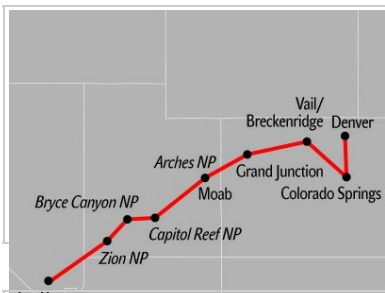 Vail/
Breckenridge
Denver
Arches NP
Grand Junction
Moab
Colorado Springs
Bryce Canyon NP
Capitol Reef NP
Zion NP